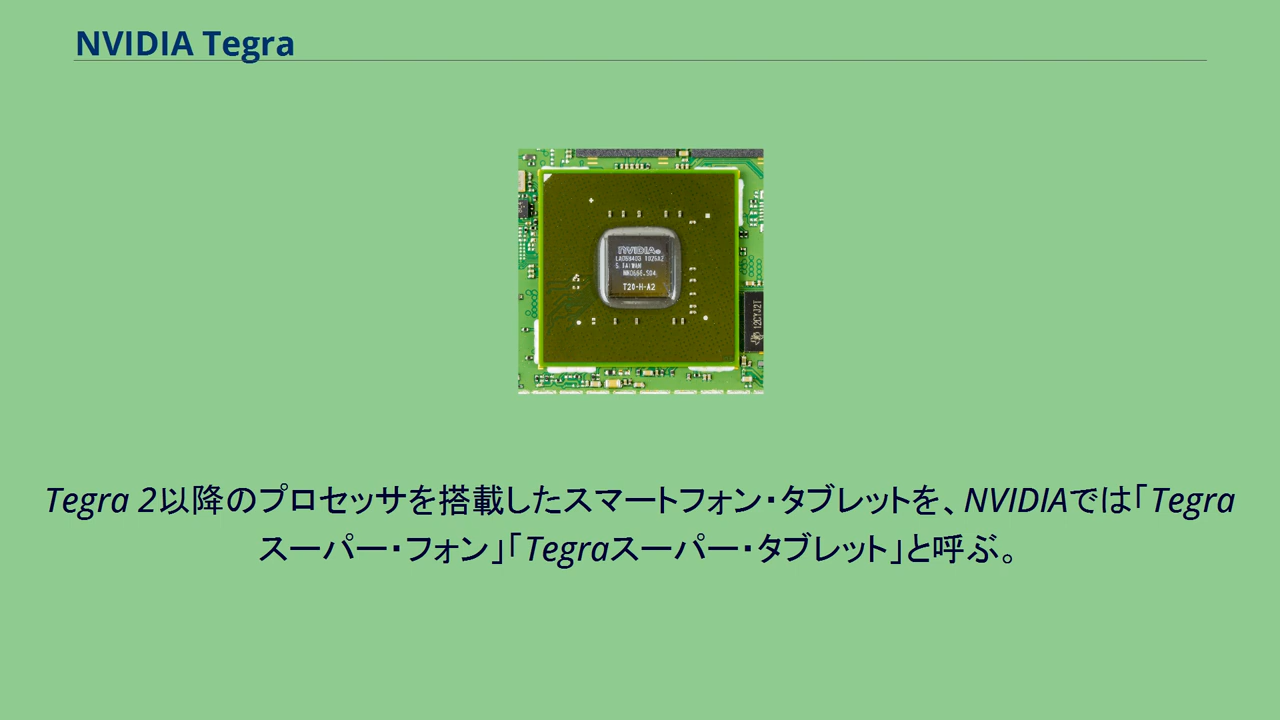 NVIDIA Tegra
NVIDIA
S TAIWAN
T20-H-A2
12CYJ2T
Tegra 2以降のプロセッサを搭載したスマートフォン・タブレットを、NVIDIAでは「Tegra
スーパー・フォン」「Tegraスーパー・タブレット」と呼ぶ。